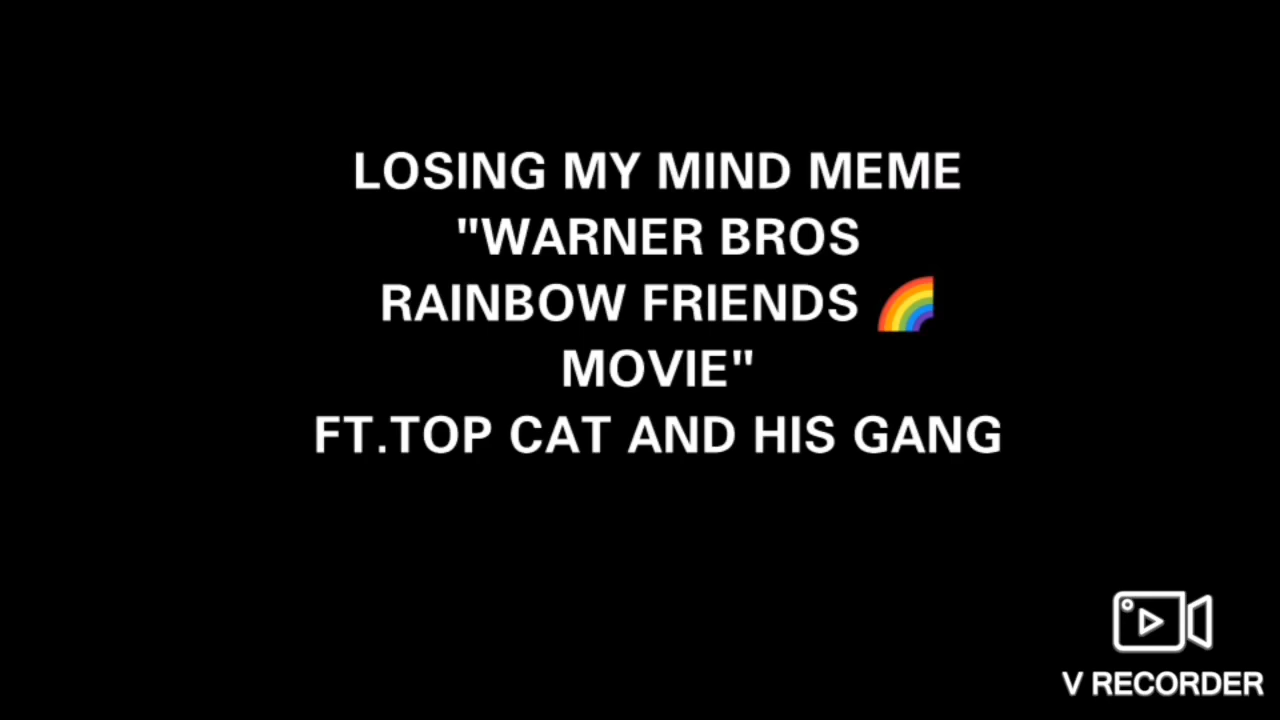 LOSING MY MIND MEME
"WARNER BROS
RAINBOW FRIENDS 🌈
MOVIE"
FT.TOP CAT AND HIS GANG
V RECORDER